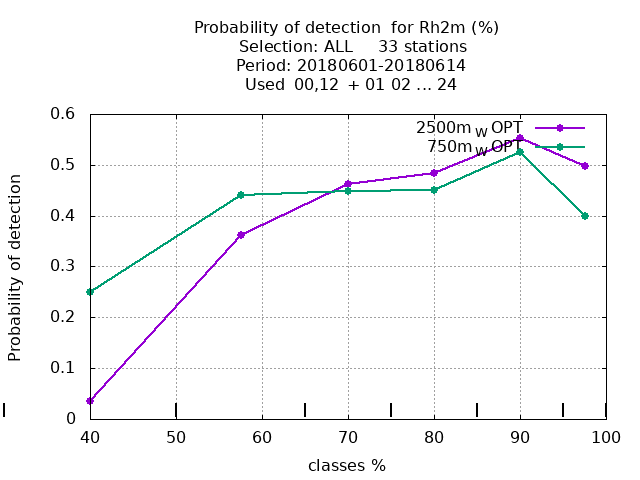 Probability of detection for Rh2m (%)
Selection: ALL 33 stations
Period: 20180601-20180614
Used 00,12 + 01 02 ... 24
2500m W OPT
750m W OPT
Probability of detection
0.6
0.5
0.4
0.3
0.2
0.1
0
40 50 60 70 80 90 100
classes %